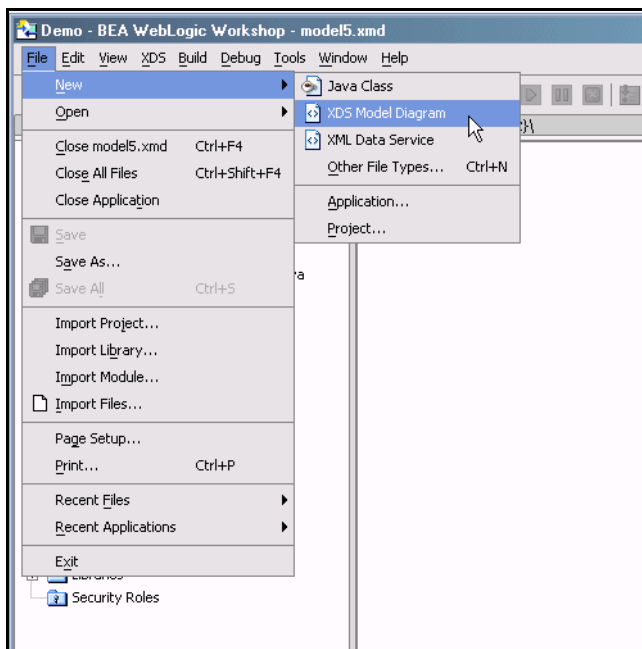 Demo - BEA WebLogic Workshop - model5.xmd
File Edit View XDS Build Debug Tools Window Help
New
Open
Close model5.xmd Ctrl+F4
Close All Files Ctrl+Shift+F4
Close Application
Save
Save As...
Save All Ctrl+S
Import Project...
Import Library...
Import Module...
Import Files...
Page Setup...
Print... Ctrl+P
Recent Files
Recent Applications
Exit
Java Class
XDS Model Diagram
XML Data Service
Other File Types... Ctrl+N
Application...
Project...
Security Roles